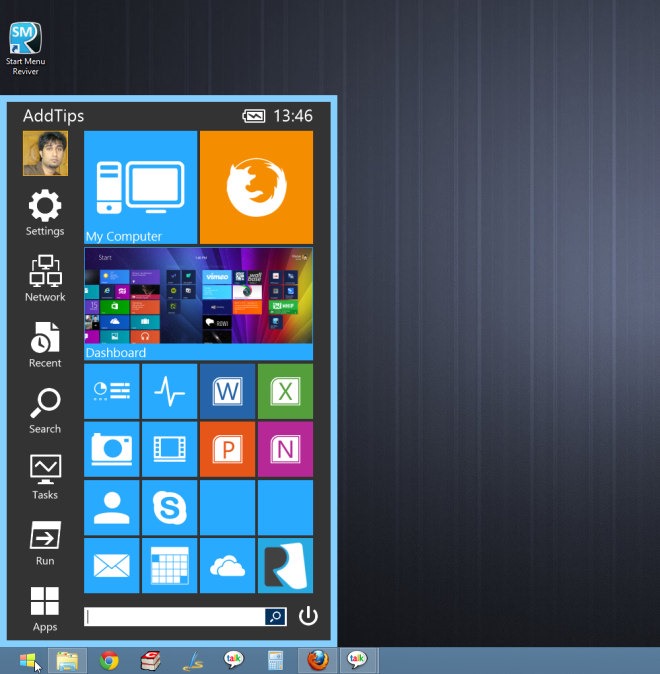 SM
Start Menu
Reviver
AddTips
13:46
Settings
Network
Recent
Search
Tasks
Run
Apps
My Computer
Start
vimeo
Dashboard
W
X
P
N
S
R
talk
talk